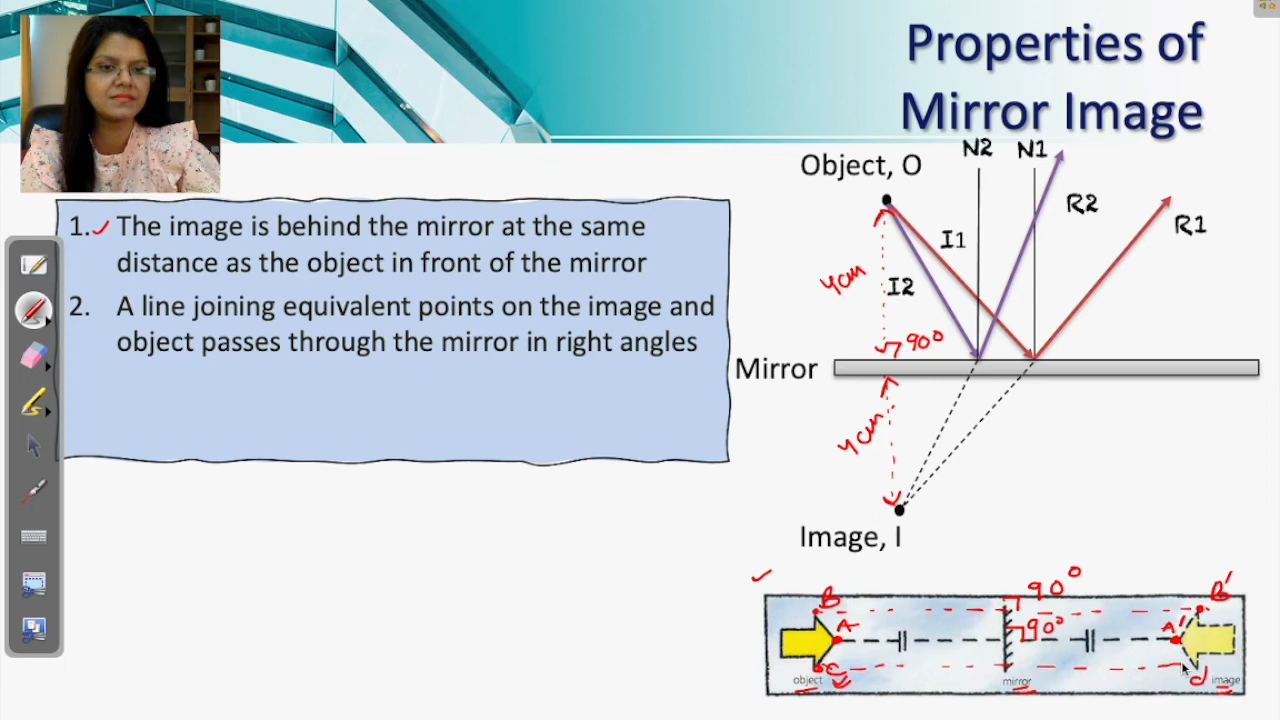 Properties of
Mirror Image
1. The image is behind the mirror at the same
distance as the object in front of the mirror
2. A line joining equivalent points on the image and
object passes through the mirror in right angles
Object, O
N2 N1
R2
R1
I1
I2
4cm
90°
Mirror
4cm
Image, I
90°
B
B'
A
90°
A'
c
object
mirror
image